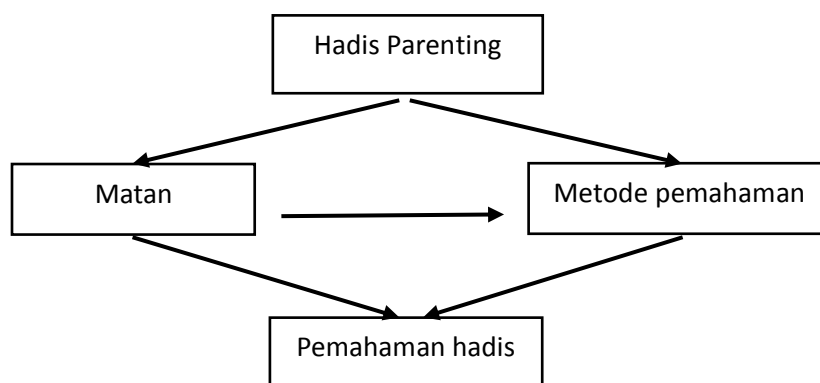 Hadis Parenting
Matan
Metode pemahaman
Pemahaman hadis